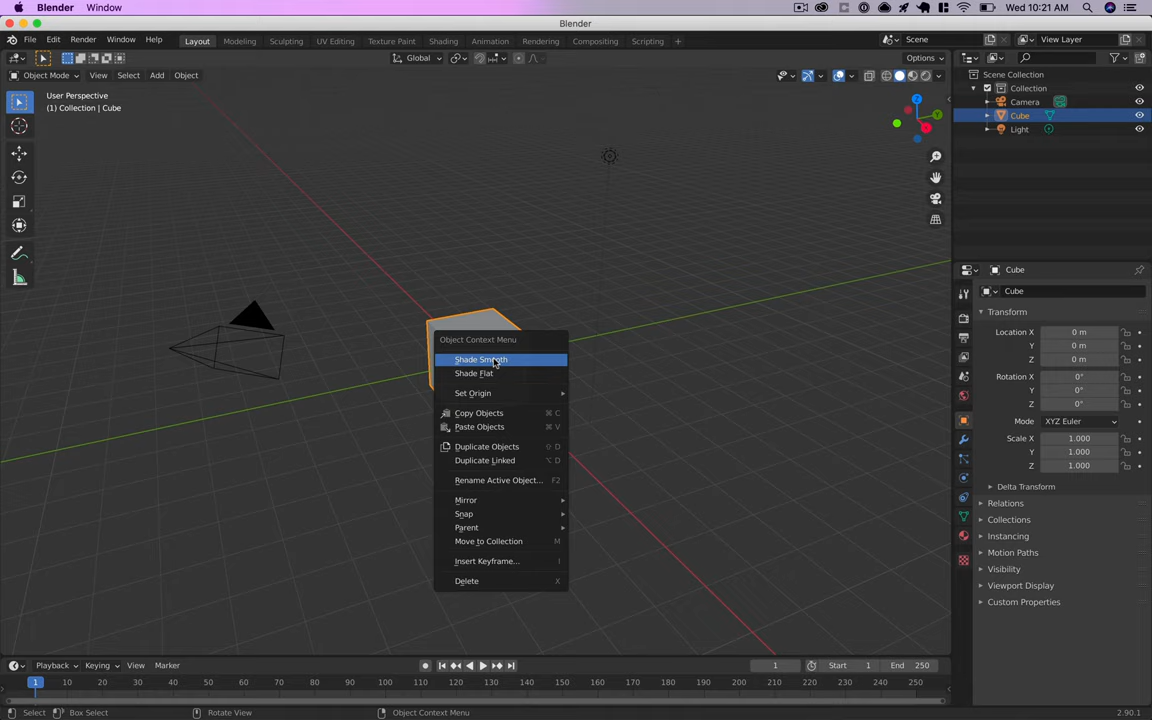 Blender Window Wed 10:21 AM
Blender
File Edit Render Window Help Layout Modeling Sculpting UV Editing Texture Paint Shading Animation Rendering Compositing Scripting + Scene View Layer
Global Options
Object Mode View Select Add Object
User Perspective
(1) Collection | Cube
Scene Collection
Collection
Camera
Cube
Light
Z
Y
X
Cube
Cube
Transform
Location X 0 m
Y 0 m
Z 0 m
Rotation X 0°
Y 0°
Z 0°
Mode XYZ Euler
Scale X 1.000
Y 1.000
Z 1.000
Delta Transform
Relations
Collections
Instancing
Motion Paths
Visibility
Viewport Display
Custom Properties
Object Context Menu
Shade Smooth
Shade Flat
Set Origin
Copy Objects ⌘ C
Paste Objects ⌘ V
Duplicate Objects ⇧ D
Duplicate Linked ⌥ D
Rename Active Object... F2
Mirror
Snap
Parent
Move to Collection M
Insert Keyframe... I
Delete X
Playback Keying View Marker 1 Start 1 End 250
1 10 20 30 40 50 60 70 80 90 100 110 120 130 140 150 160 170 180 190 200 210 220 230 240 250
Select Box Select Rotate View Object Context Menu 2.90.1